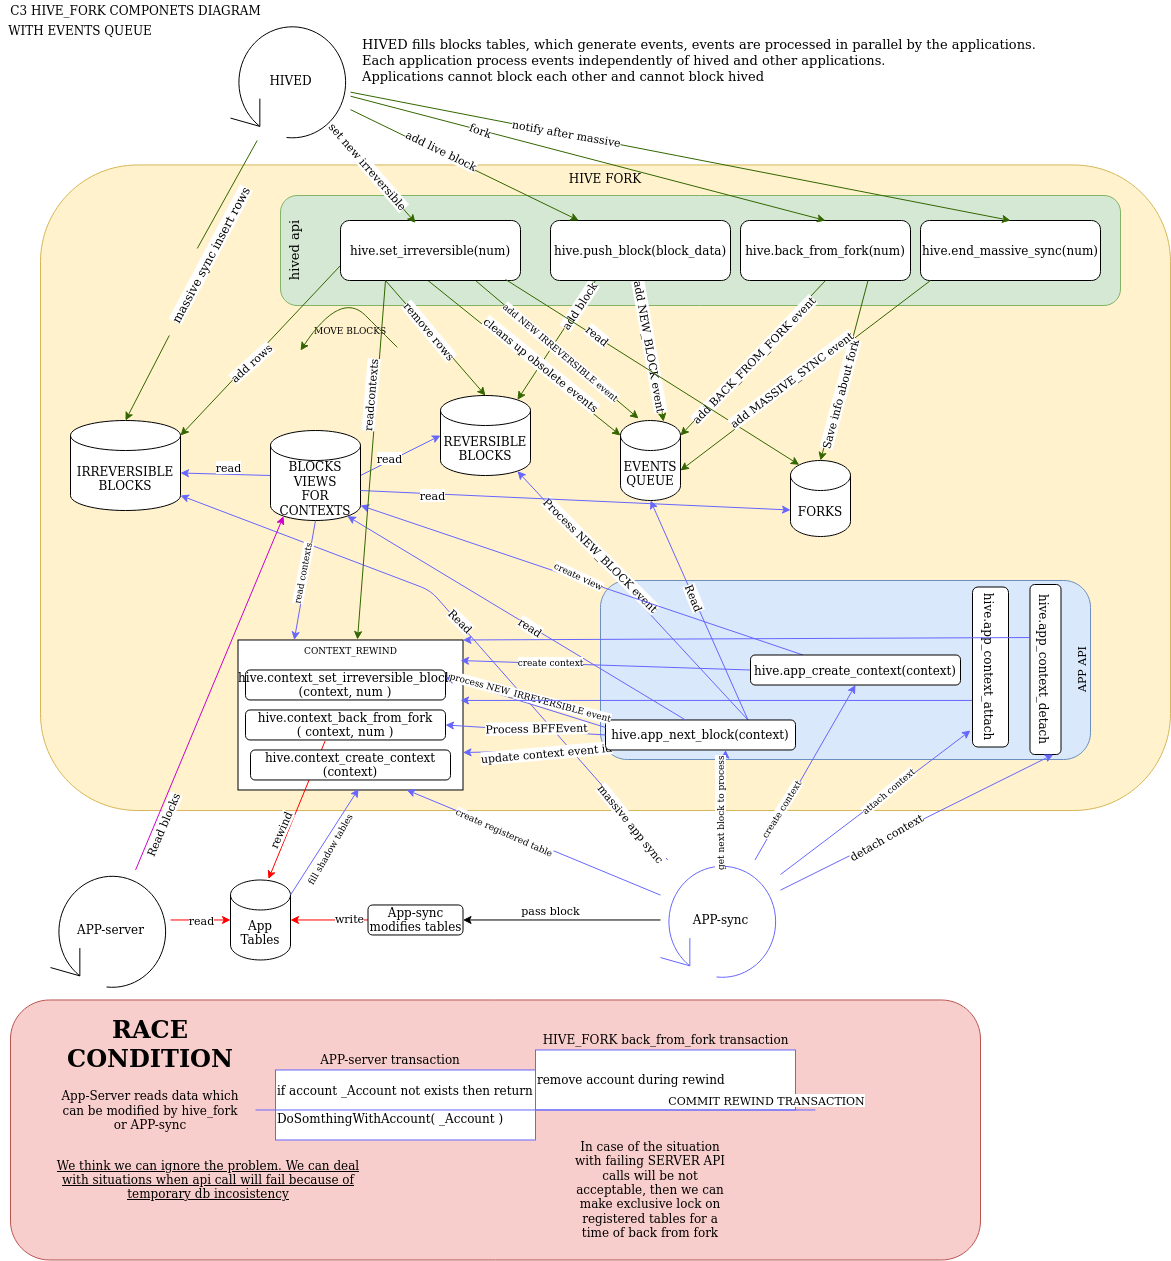 C3 HIVE_FORK COMPONETS DIAGRAM
WITH EVENTS QUEUE
HIVED
HIVED fills blocks tables, which generate events, events are processed in parallel by the applications.
Each application process events independently of hived and other applications.
Applications cannot block each other and cannot block hived
set new irreversible
add live block
fork
notify after massive
massive sync insert rows
HIVE FORK
hived api
hive.set_irreversible(num)
hive.push_block(block_data)
hive.back_from_fork(num)
hive.end_massive_sync(num)
MOVE BLOCKS
add rows
readcontexts
remove rows
cleans up obsolete events
add NEW IRREVERSIBLE event
read
add block
add NEW_BLOCK event
add BACK_FROM_FORK event
add MASSIVE_SYNC event
Save info about fork
IRREVERSIBLE
BLOCKS
read
BLOCKS
VIEWS
FOR
CONTEXTS
read
REVERSIBLE
BLOCKS
EVENTS
QUEUE
FORKS
read
read contexts
Process NEW_BLOCK event
create view
Read
Read
read
hive.app_context_attach
hive.app_context_detach
APP API
CONTEXT_REWIND
hive.context_set_irreversible_block
(context, num )
hive.context_back_from_fork
( context, num )
hive.context_create_context
(context)
create context
process NEW_IRREVERSIBLE event
Process BFFEvent
update context event id
hive.app_create_context(context)
hive.app_next_block(context)
Read blocks
rewind
fill shadow tables
create registered table
massive app sync
get next block to process
create context
attach context
detach context
APP-server
read
App
Tables
write
App-sync
modifies tables
pass block
APP-sync
RACE
CONDITION
App-Server reads data which
can be modified by hive_fork
or APP-sync
We think we can ignore the problem. We can deal
with situations when api call will fail because of
temporary db incosistency
APP-server transaction
if account _Account not exists then return
DoSomthingWithAccount( _Account )
HIVE_FORK back_from_fork transaction
remove account during rewind
COMMIT REWIND TRANSACTION
In case of the situation
with failing SERVER API
calls will be not
acceptable, then we can
make exclusive lock on
registered tables for a
time of back from fork